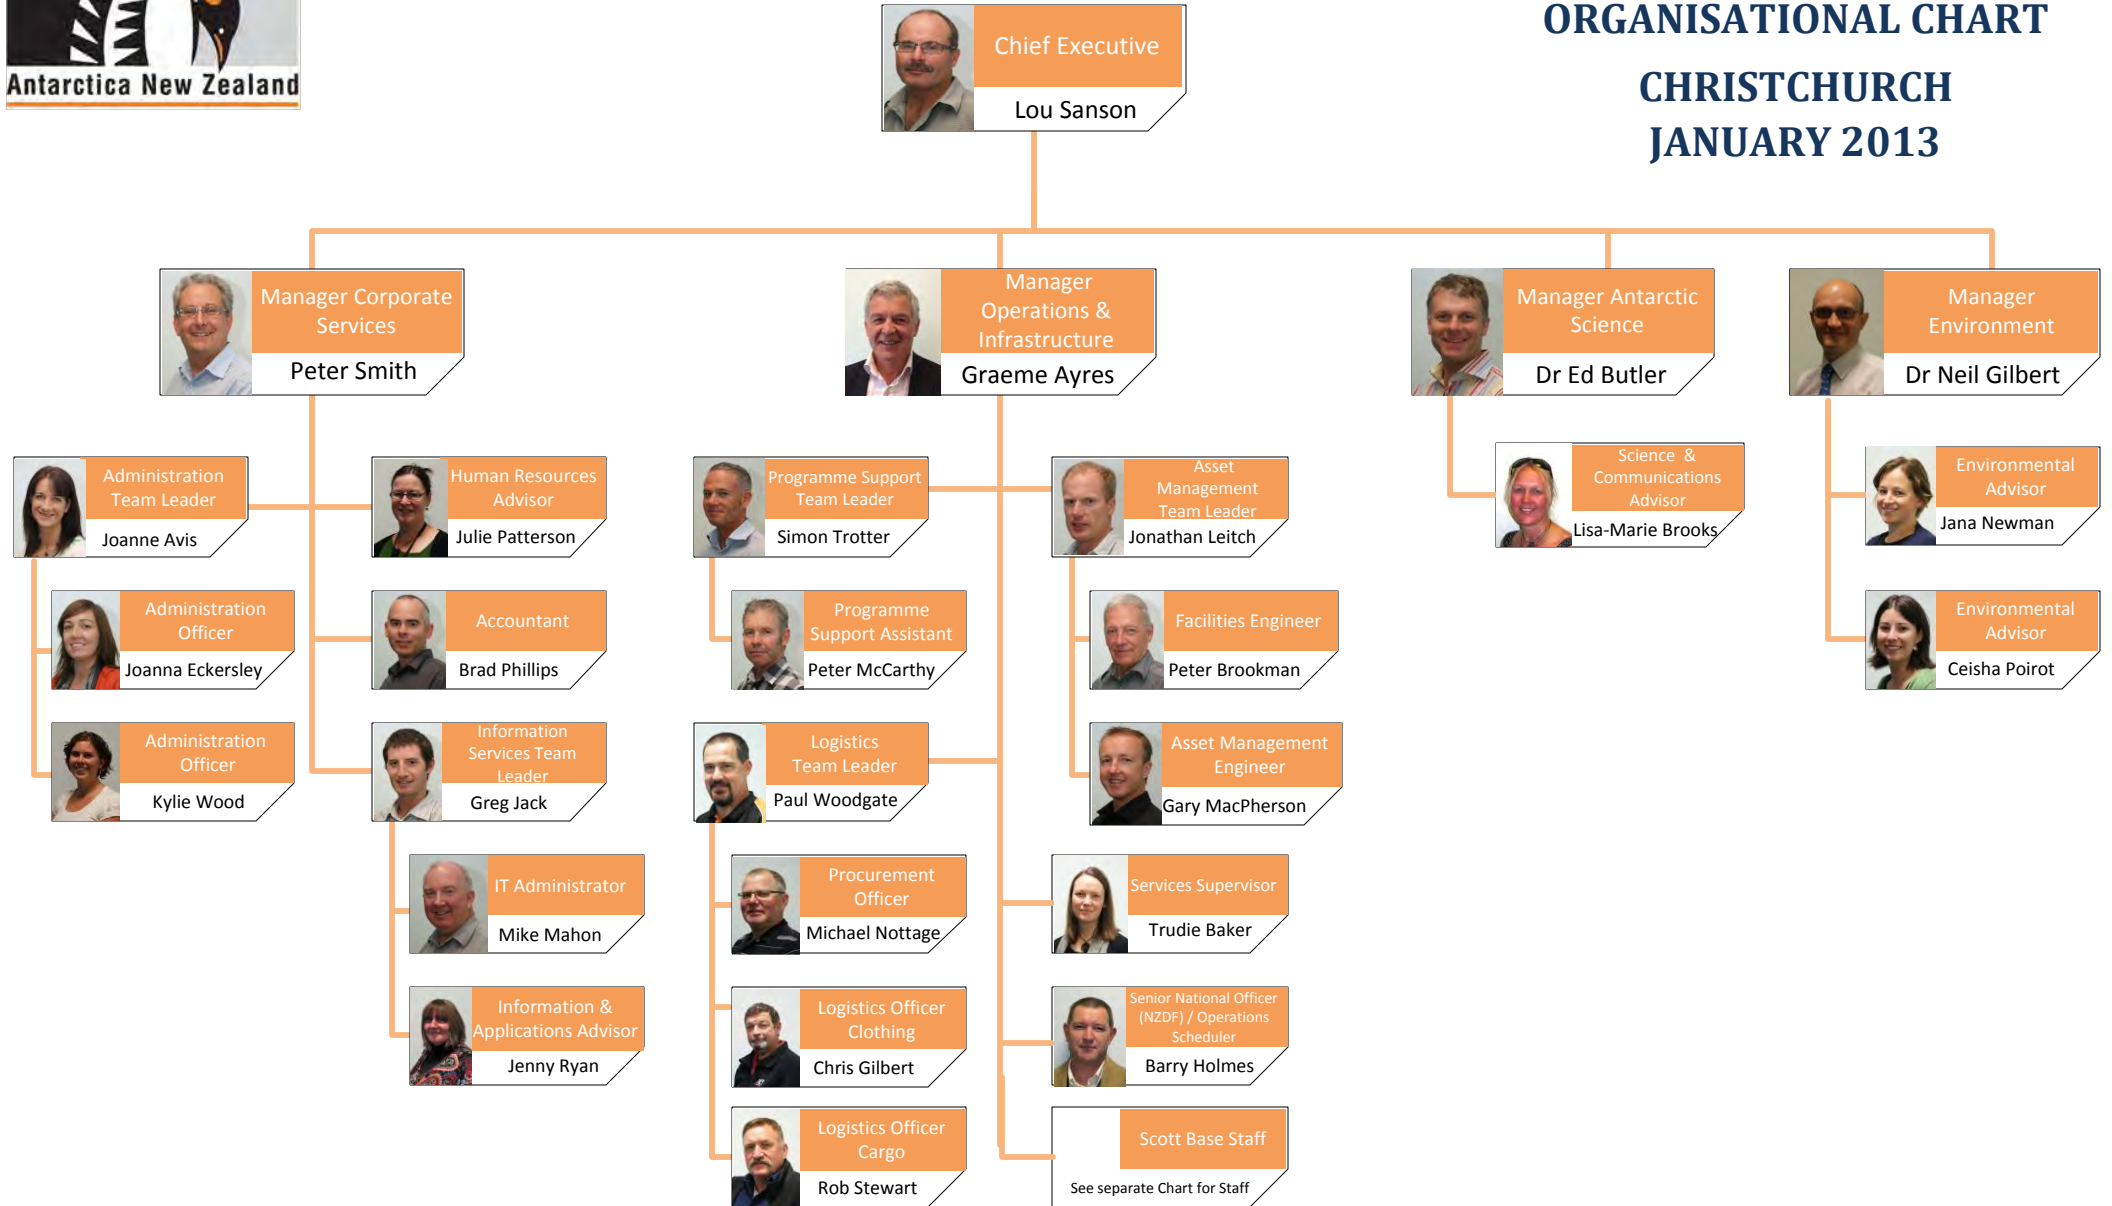 Antarctica New Zealand
ORGANISATIONAL CHART
CHRISTCHURCH
JANUARY 2013
Chief Executive
Lou Sanson
Manager Corporate
Services
Peter Smith
Manager
Operations &
Infrastructure
Graeme Ayres
Manager Antarctic
Science
Dr Ed Butler
Manager
Environment
Dr Neil Gilbert
Administration
Team Leader
Joanne Avis
Human Resources
Advisor
Julie Patterson
Programme Support
Team Leader
Simon Trotter
Asset
Management
Team Leader
Jonathan Leitch
Science &
Communications
Advisor
Lisa-Marie Brooks
Environmental
Advisor
Jana Newman
Administration
Officer
Joanna Eckersley
Accountant
Brad Phillips
Programme
Support Assistant
Peter McCarthy
Facilities Engineer
Peter Brookman
Environmental
Advisor
Ceisha Poirot
Administration
Officer
Kylie Wood
Information
Services Team
Leader
Greg Jack
Logistics
Team Leader
Paul Woodgate
Asset Management
Engineer
Gary MacPherson
IT Administrator
Mike Mahon
Procurement
Officer
Michael Nottage
Services Supervisor
Trudie Baker
Information &
Applications Advisor
Jenny Ryan
Logistics Officer
Clothing
Chris Gilbert
Senior National Officer
(NZDF) / Operations
Scheduler
Barry Holmes
Logistics Officer
Cargo
Rob Stewart
Scott Base Staff
See separate Chart for Staff